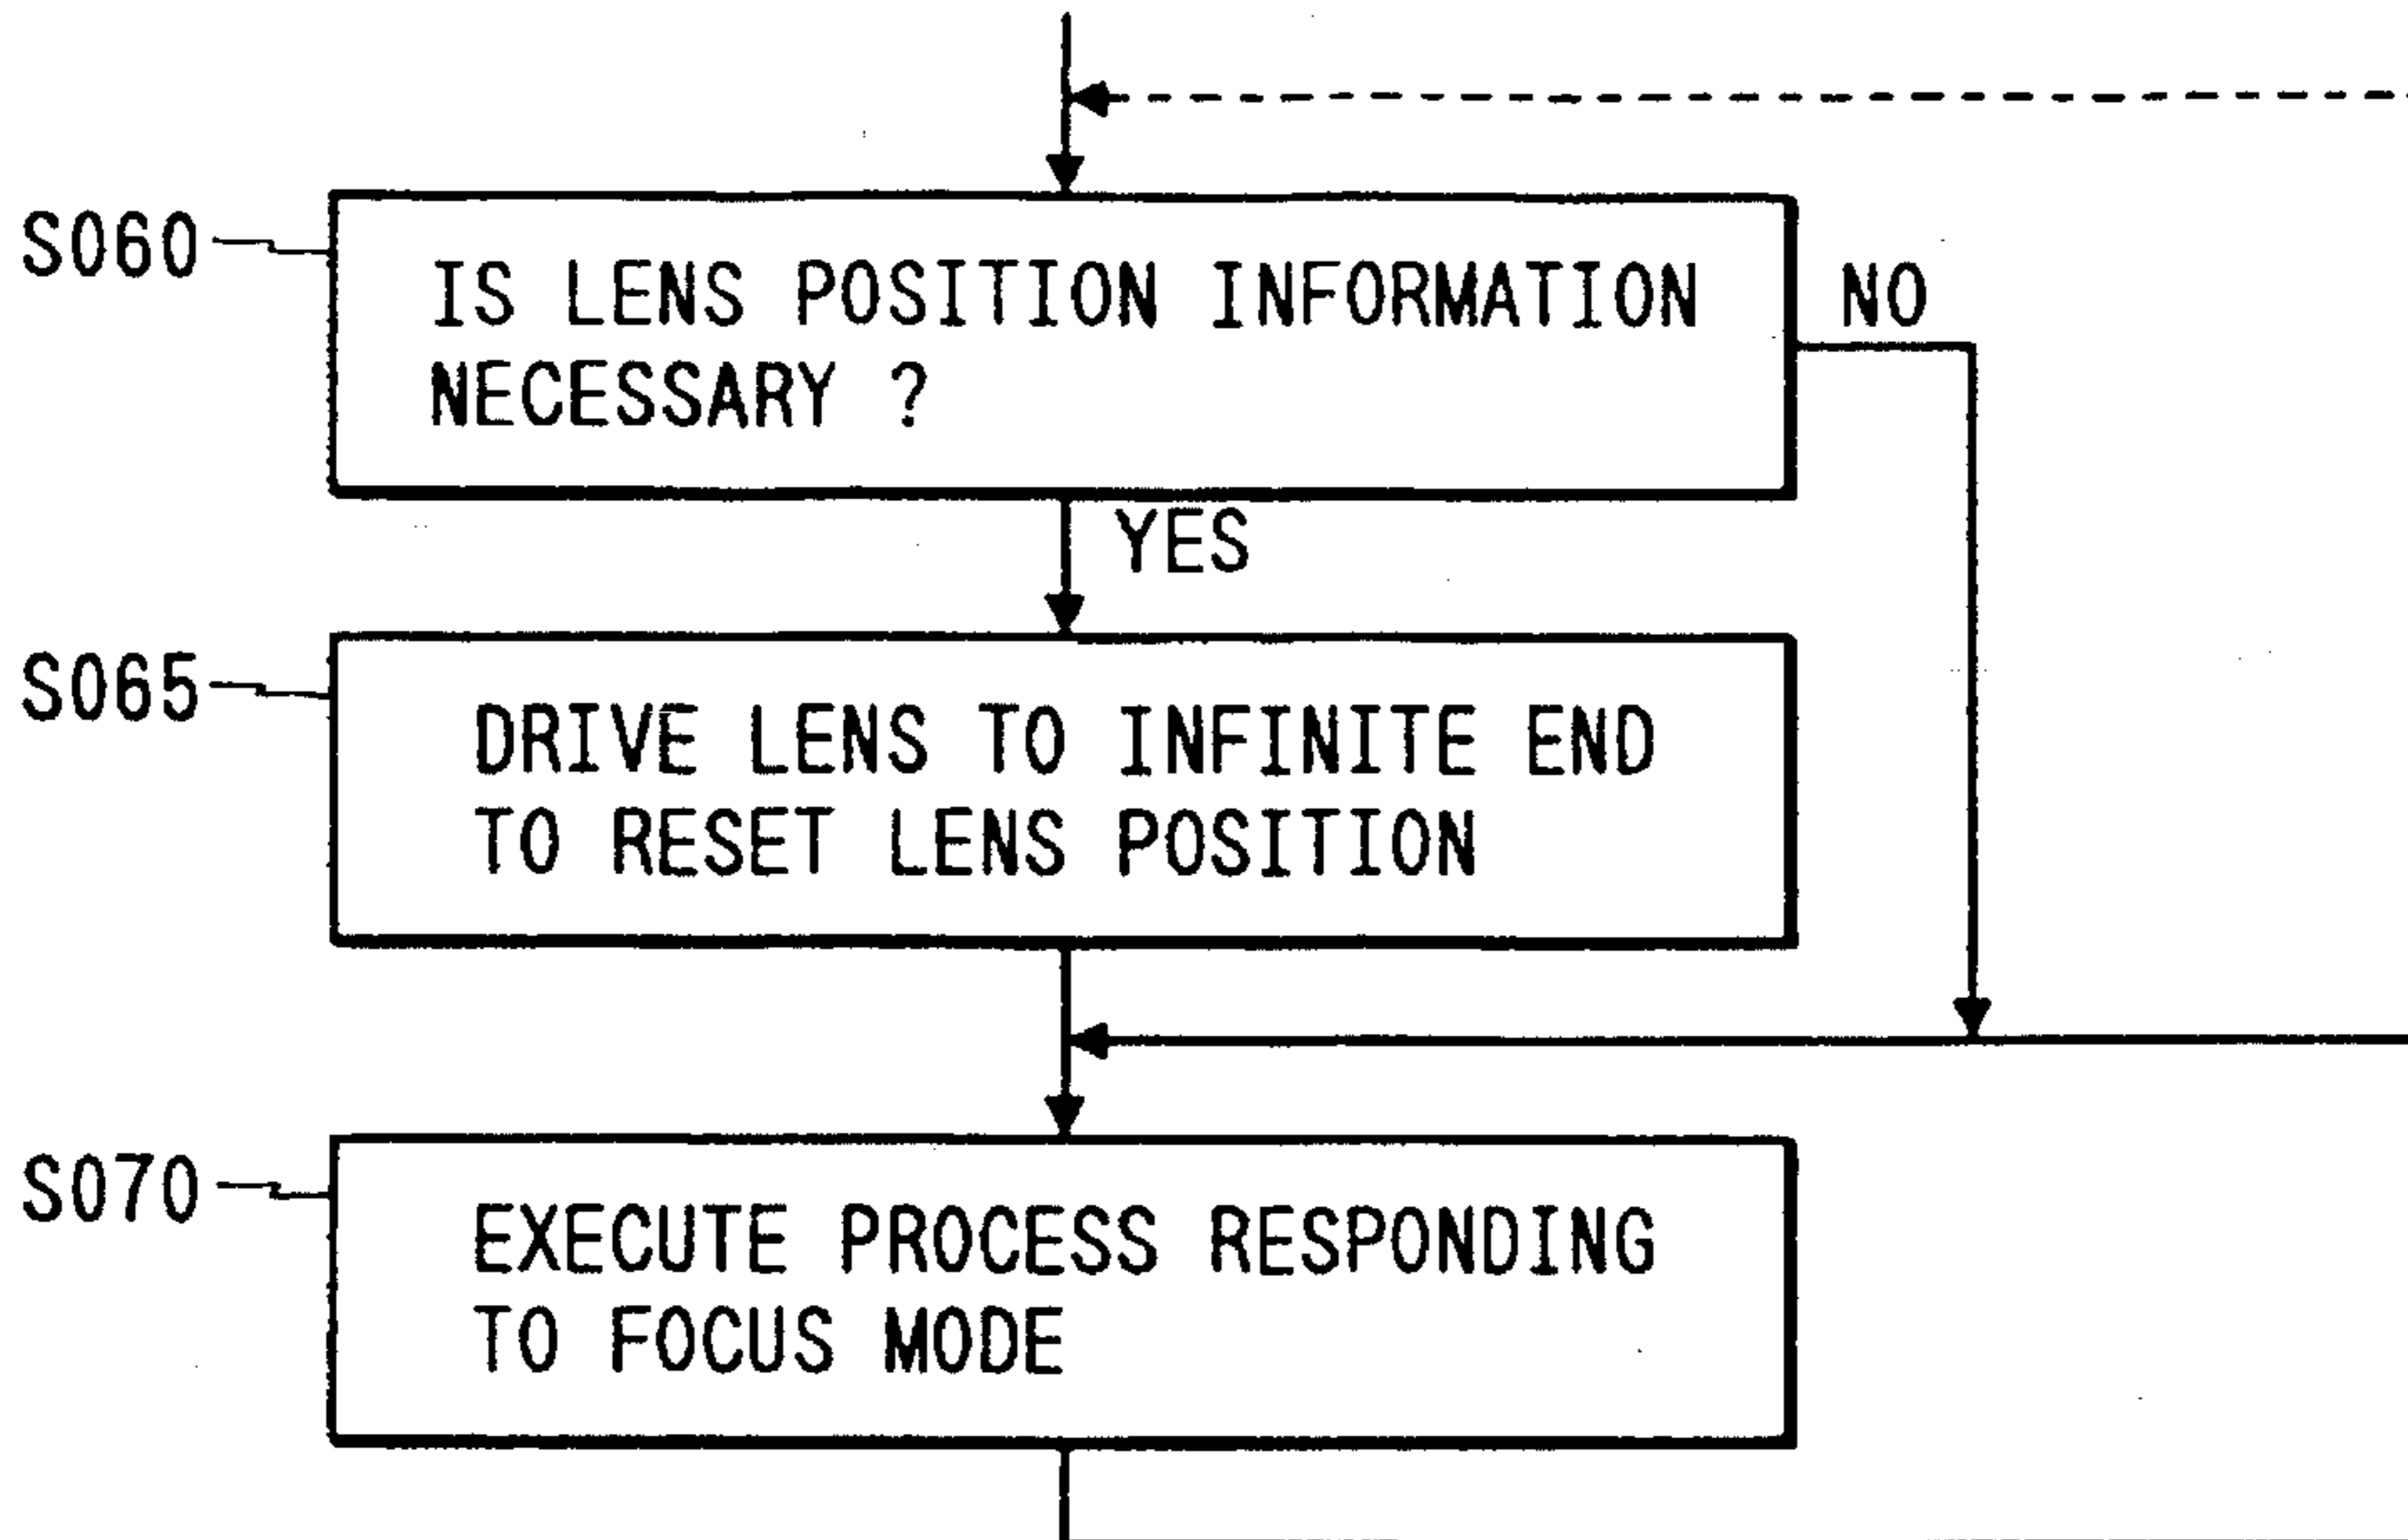 S060
IS LENS POSITION INFORMATION
NECESSARY ?
NO
YES
S065
DRIVE LENS TO INFINITE END
TO RESET LENS POSITION
S070
EXECUTE PROCESS RESPONDING
TO FOCUS MODE